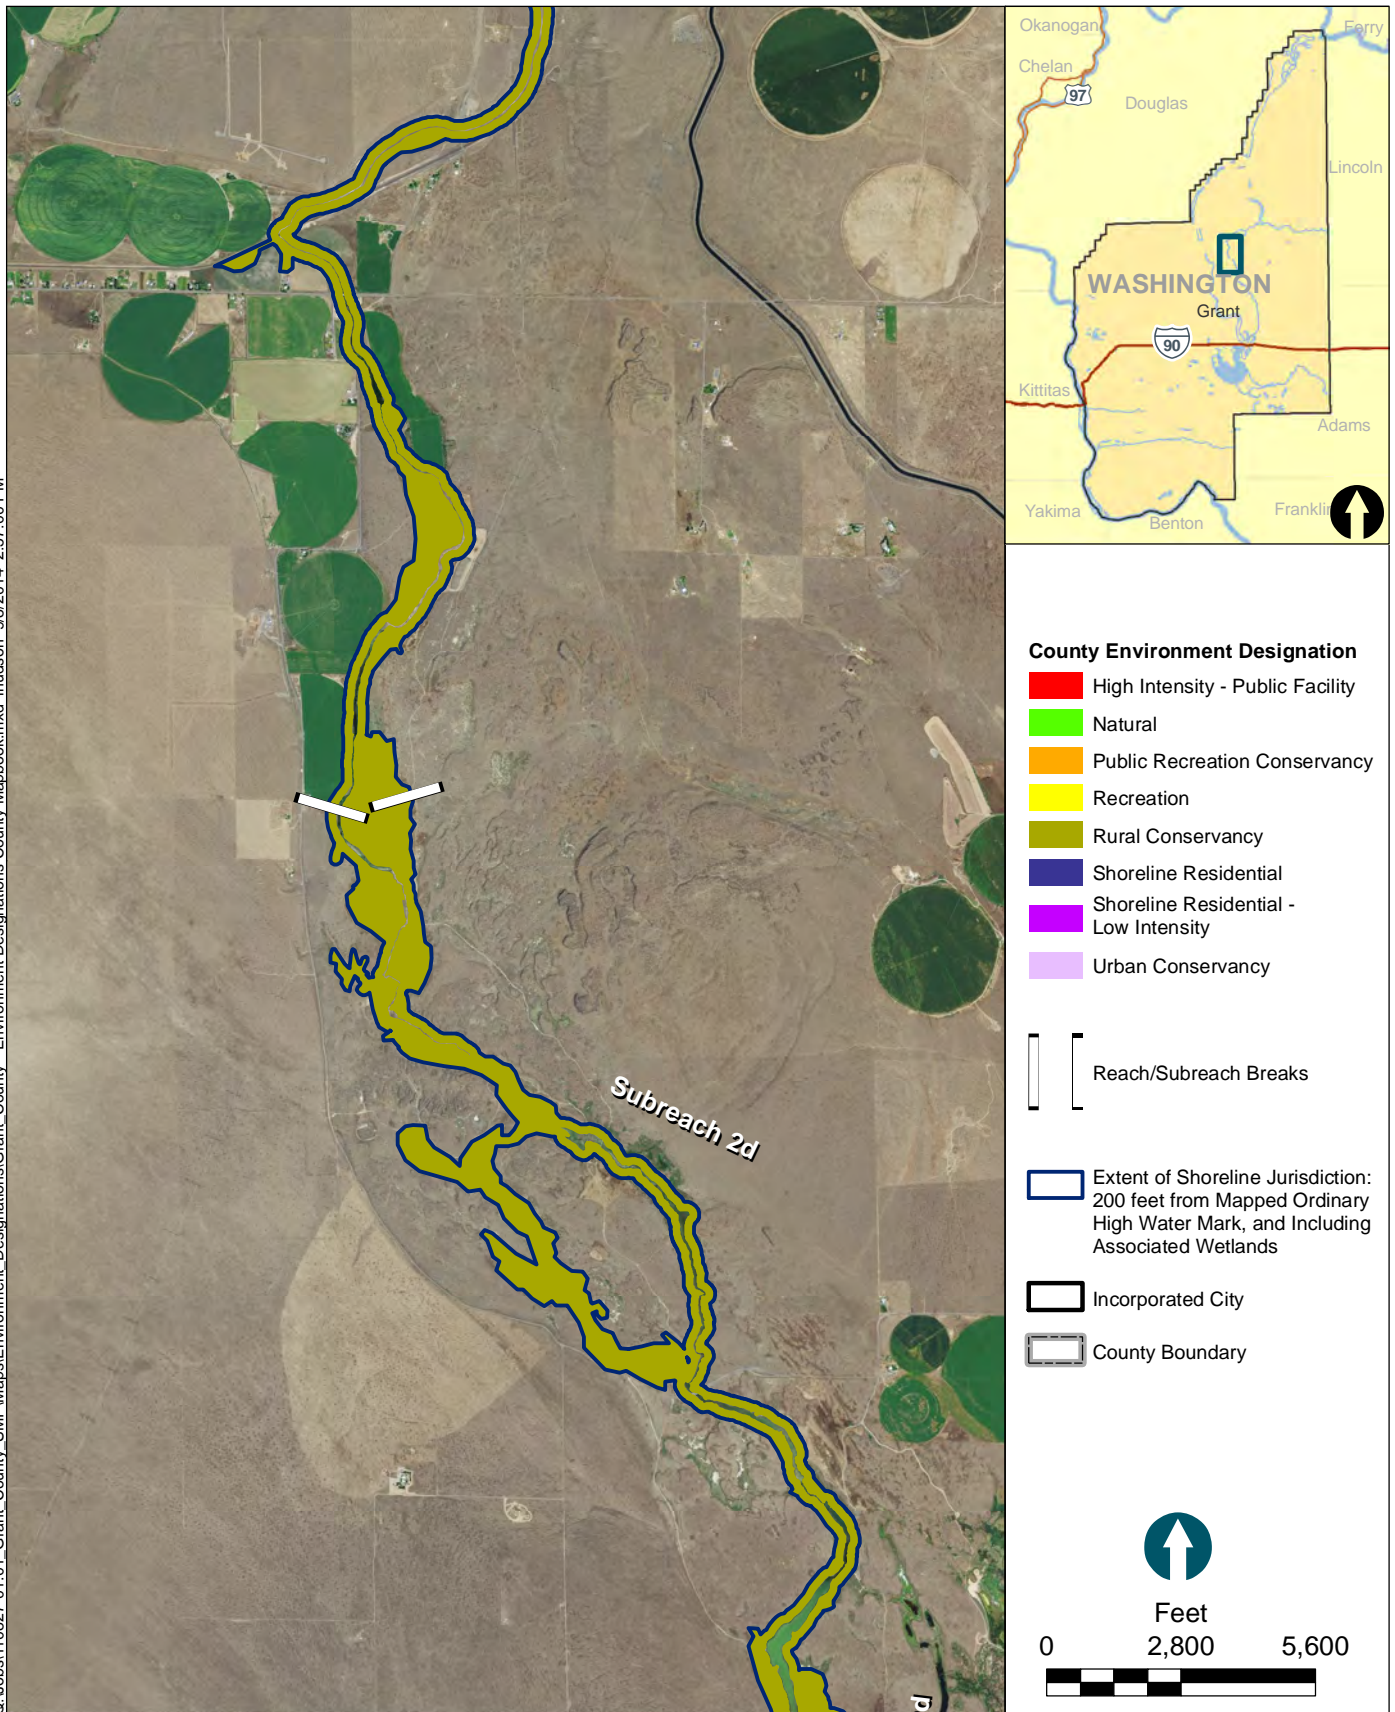 Okanogan
Ferry
Chelan
97
Douglas
Lincoln
WASHINGTON
Grant
90
Kittitas
Adams
Yakima
Benton
Franklin
County Environment Designation
High Intensity - Public Facility
Natural
Public Recreation Conservancy
Recreation
Rural Conservancy
Shoreline Residential
Shoreline Residential -
Low Intensity
Urban Conservancy
Reach/Subreach Breaks
Extent of Shoreline Jurisdiction:
200 feet from Mapped Ordinary
High Water Mark, and Including
Associated Wetlands
Incorporated City
County Boundary
Feet
0 2,800 5,600
Subreach 2d
d